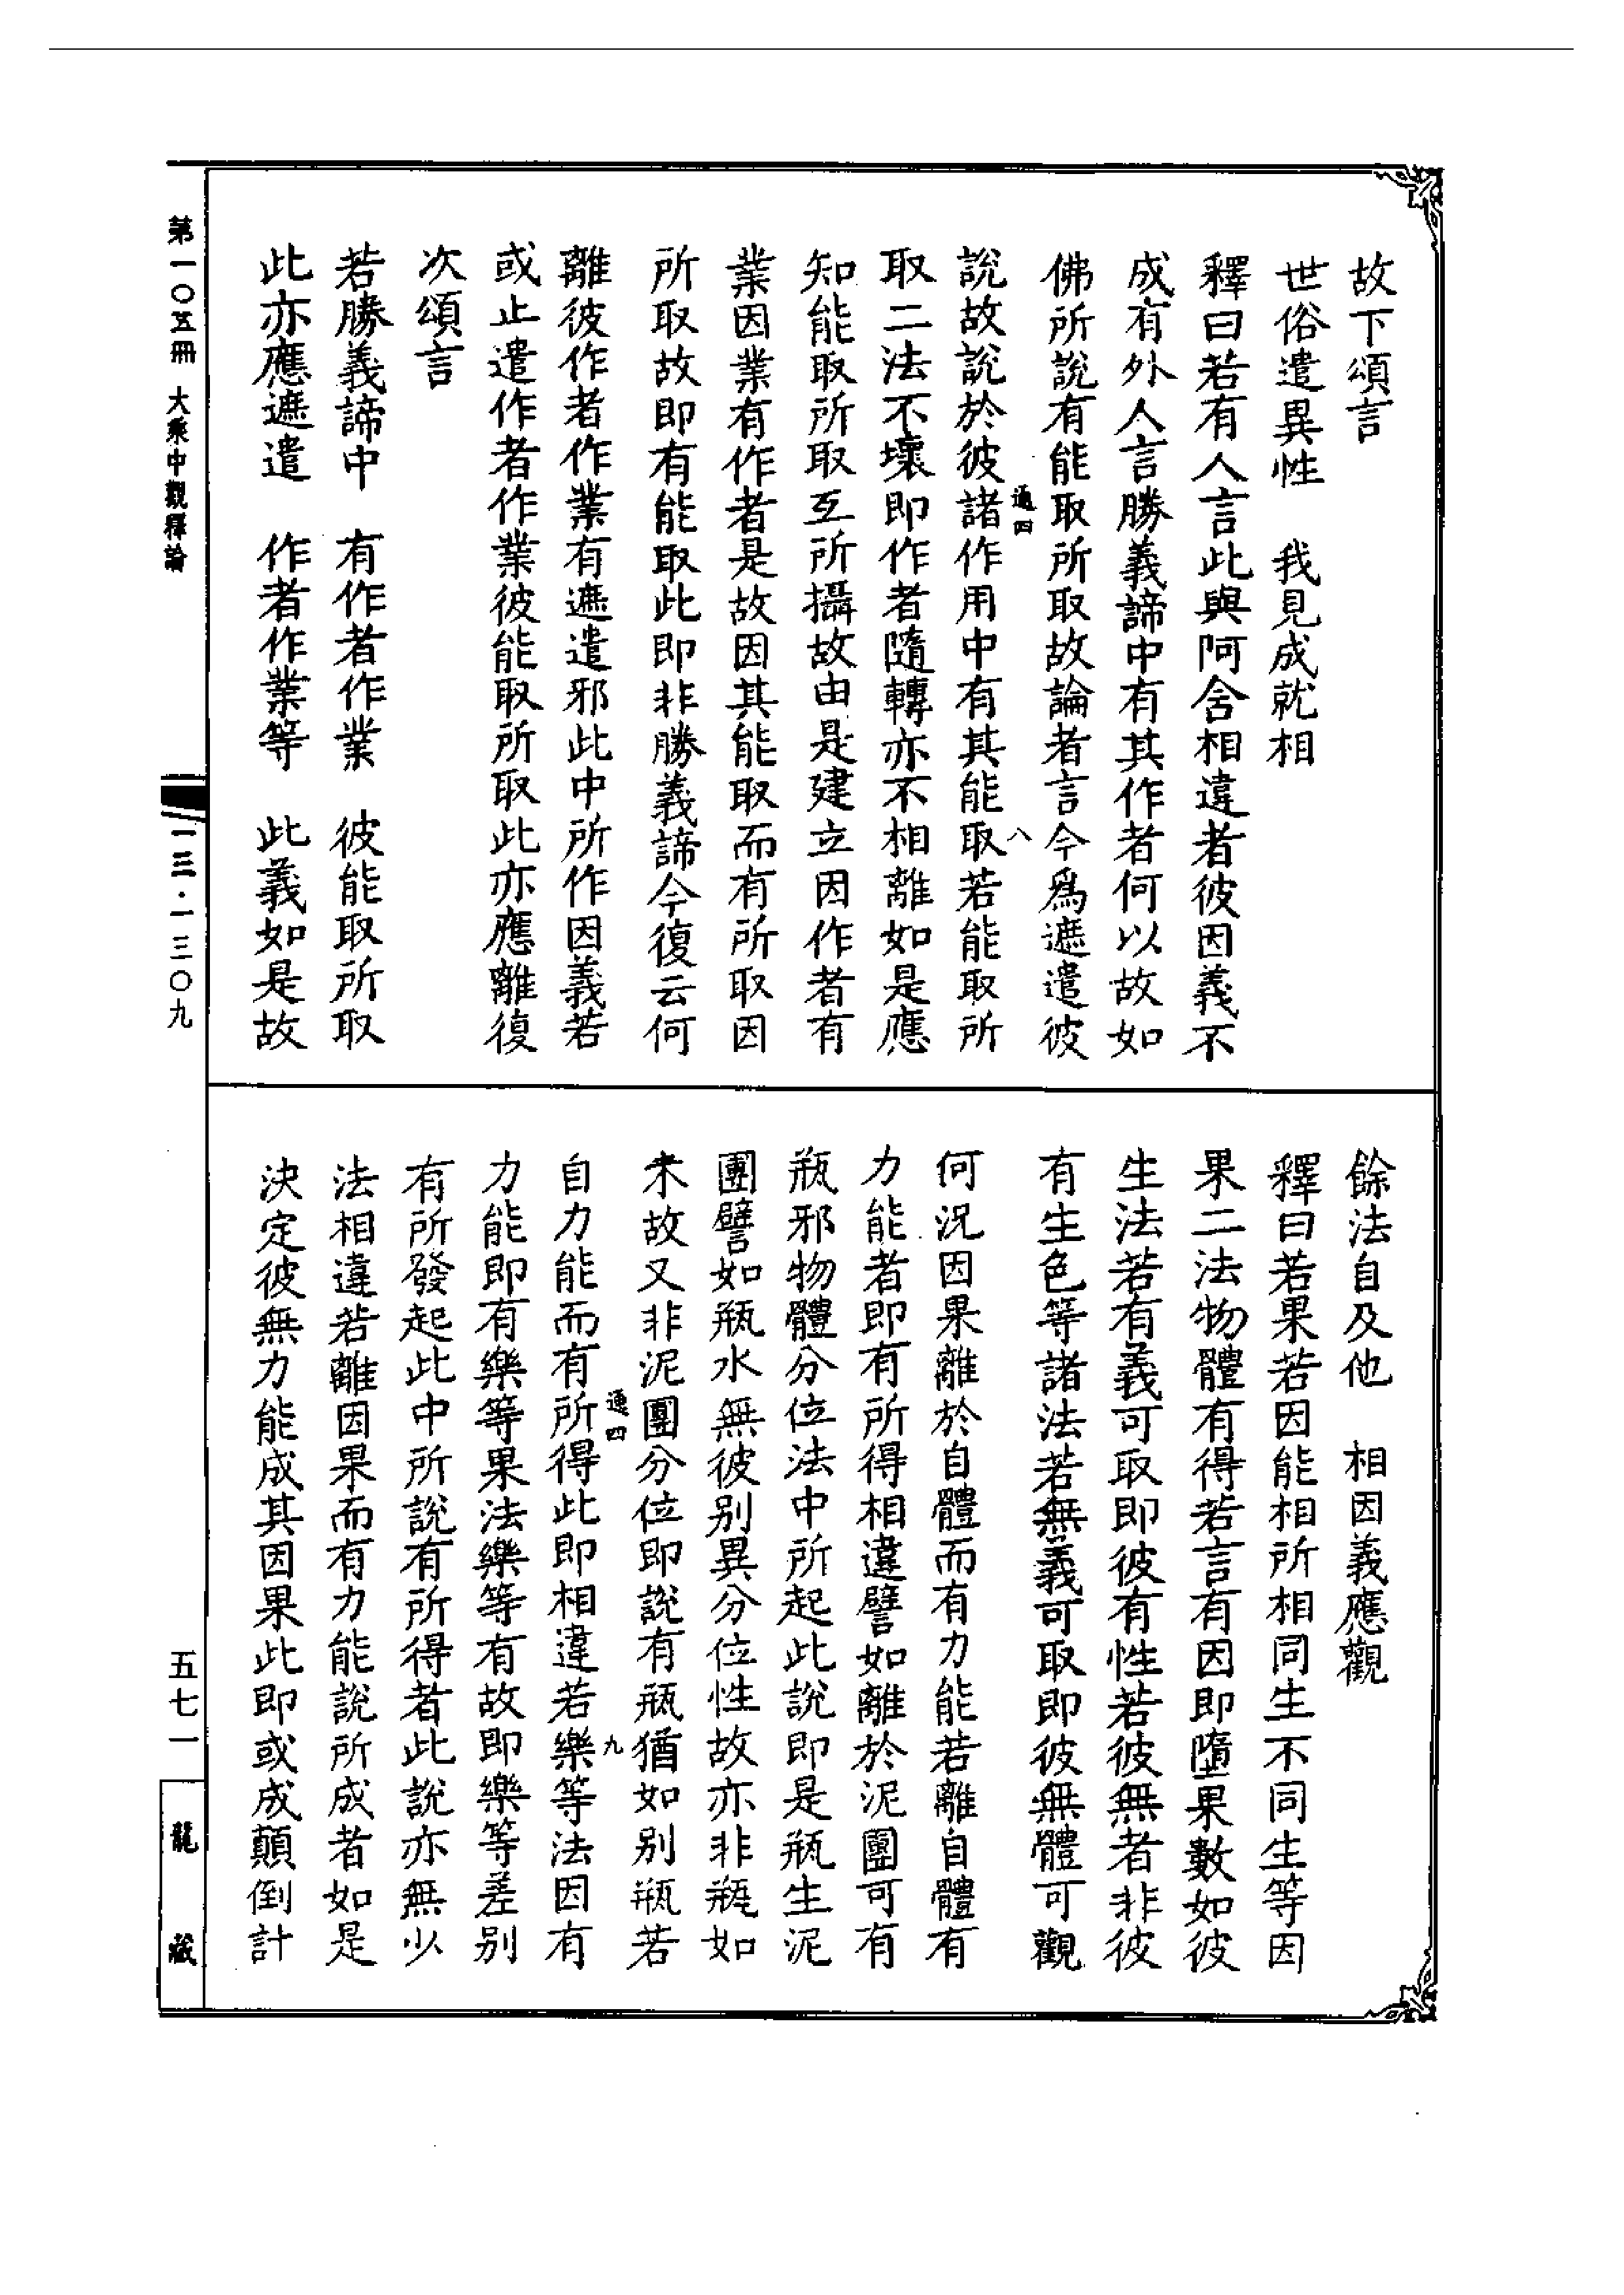 故下頌言
世俗遣異性　我見成就相
釋曰若有人言此與阿含相違者彼因義不
成有外人言勝義諦中有其作者何以故如
佛所說有能取所取故論者言今爲遮遣彼
通四　八
說故說於彼諸作用中有其能取若能取所
取二法不壞即作者隨轉亦不相離如是應
知能取所取互所攝故由是建立因作者有
業因業有作者是故因其能取而有所取因
所取故即有能取此即非勝義諦今復云何
離彼作者作業有遮遣邪此中所作因義若
或止遣作者作業彼能取所取此亦應離復
次頌言
若勝義諦中　有作者作業　彼能取所取
此亦應遮遣　作者作業等　此義如是故
餘法自及他　相因義應觀
釋曰若果若因能相所相同生不同生等因
果二法物體有得若言有因即墮果數如彼
生法若有義可取即彼有性若彼無者非彼
有生色等諸法若無義可取即彼無體可觀
何況因果離於自體而有力能若離自體有
力能者即有所得相違譬如離於泥團可有
瓶邪物體分位法中所起此說即是瓶生泥
團譬如瓶水無彼別異分位性故亦非瓶如
木故又非泥團分位即說有瓶猶如別瓶若
通四　九
自力能而有所得此即相違若樂等法因有
力能即有樂等果法樂等有故即樂等差別
有所發起此中所說有所得者此說亦無少
法相違若離因果而有力能說所成者如是
決定彼無力能成其因果此即或成顛倒計
第一〇五冊　大乘中觀釋論
一三·一三〇九
五七一
龍藏